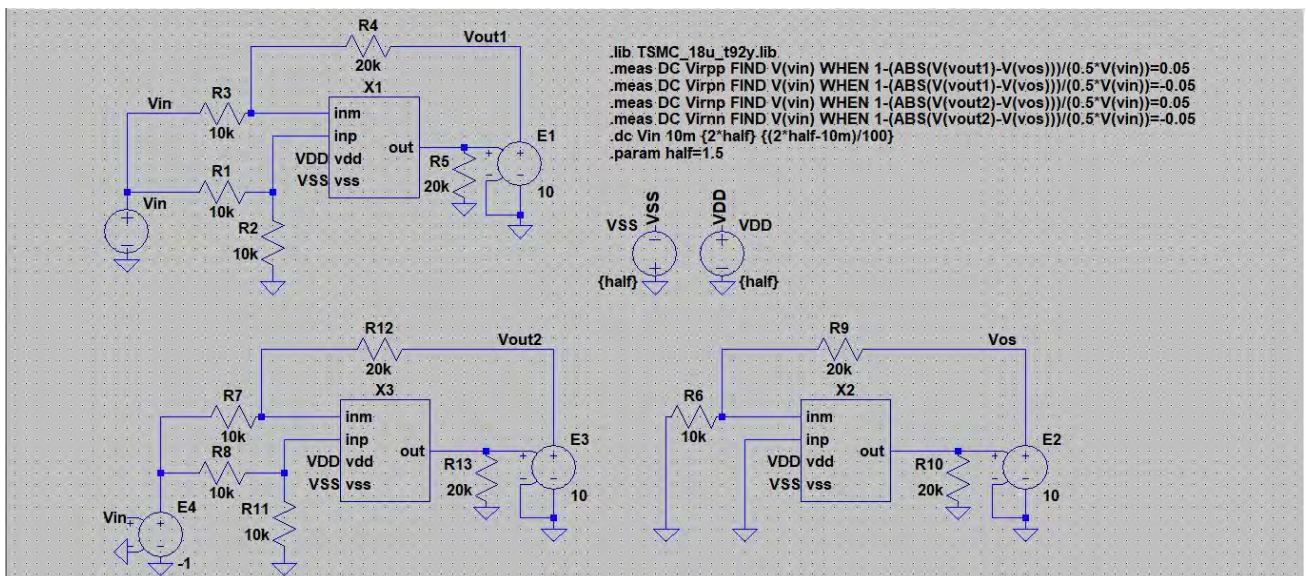 R4
Vout1
20k
.lib TSMC_18u_t92y.lib
.meas DC Virpp FIND V(vin) WHEN 1-(ABS(V(vout1)-V(vos)))/(0.5*V(vin))=0.05
.meas DC Virpn FIND V(vin) WHEN 1-(ABS(V(vout1)-V(vos)))/(0.5*V(vin))=-0.05
.meas DC Virnp FIND V(vin) WHEN 1-(ABS(V(vout2)-V(vos)))/(0.5*V(vin))=0.05
.meas DC Virnn FIND V(vin) WHEN 1-(ABS(V(vout2)-V(vos)))/(0.5*V(vin))=-0.05
.dc Vin 10m {2*half} {(2*half-10m)/100}
.param half=1.5
Vin
R3
10k
X1
inm
inp
VDD vdd
VSS vss
out
R5
20k
E1
+
-
10
R1
10k
Vin
+
-
R2
10k
VSS
VSS
-
+
{half}
VDD
VDD
+
-
{half}
R12
Vout2
20k
R7
10k
X3
inm
inp
VDD vdd
VSS vss
out
R13
20k
E3
+
-
10
R8
10k
Vin
+
-
E4
-1
R11
10k
R9
Vos
20k
R6
10k
X2
inm
inp
VDD vdd
VSS vss
out
R10
20k
E2
+
-
10